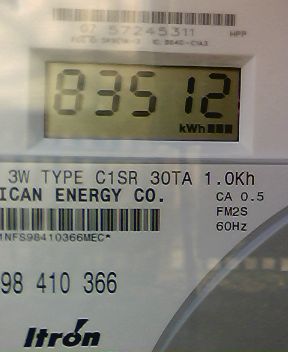 57245311
83512
kWh
3W TYPE C1SR 30TA 1.0Kh
ICAN ENERGY CO.
CA 0.5
FM2S
60Hz
1NFS98410366MEC*
98 410 366
Itron